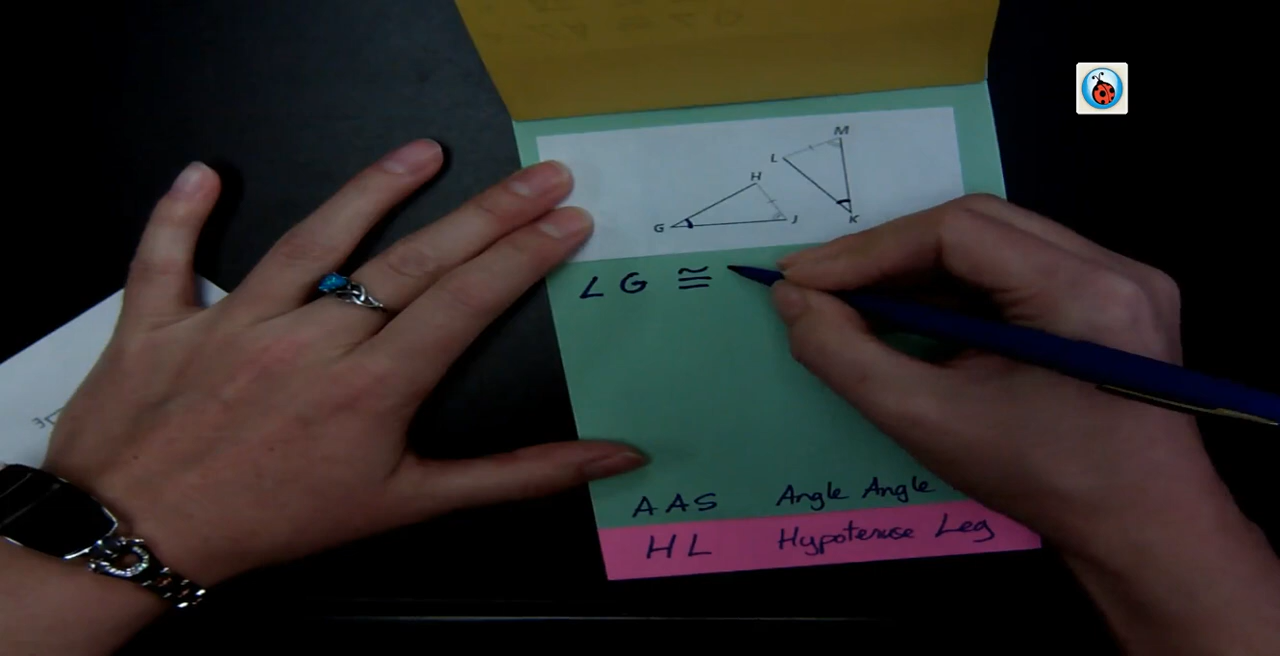 M
L
H
K
G
J
∠ G ≅
AAS Angle Angle
HL Hypotenuse Leg